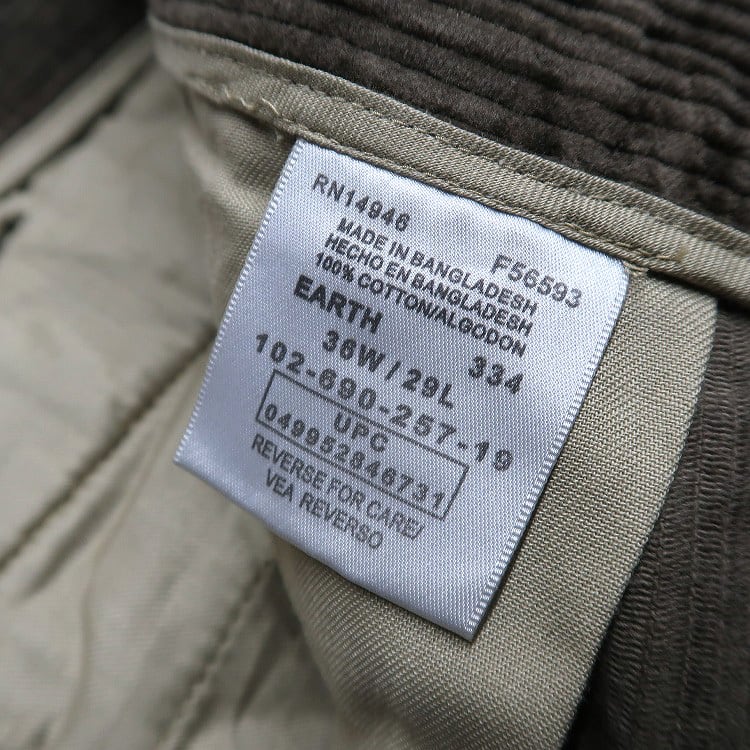 RN14946 F56593
MADE IN BANGLADESH
HECHO EN BANGLADESH
100% COTTON/ALGODON
EARTH 334
36W/29L
102-690-257-19
UPC
049952846731
REVERSE FOR CARE/
VEA REVERSO